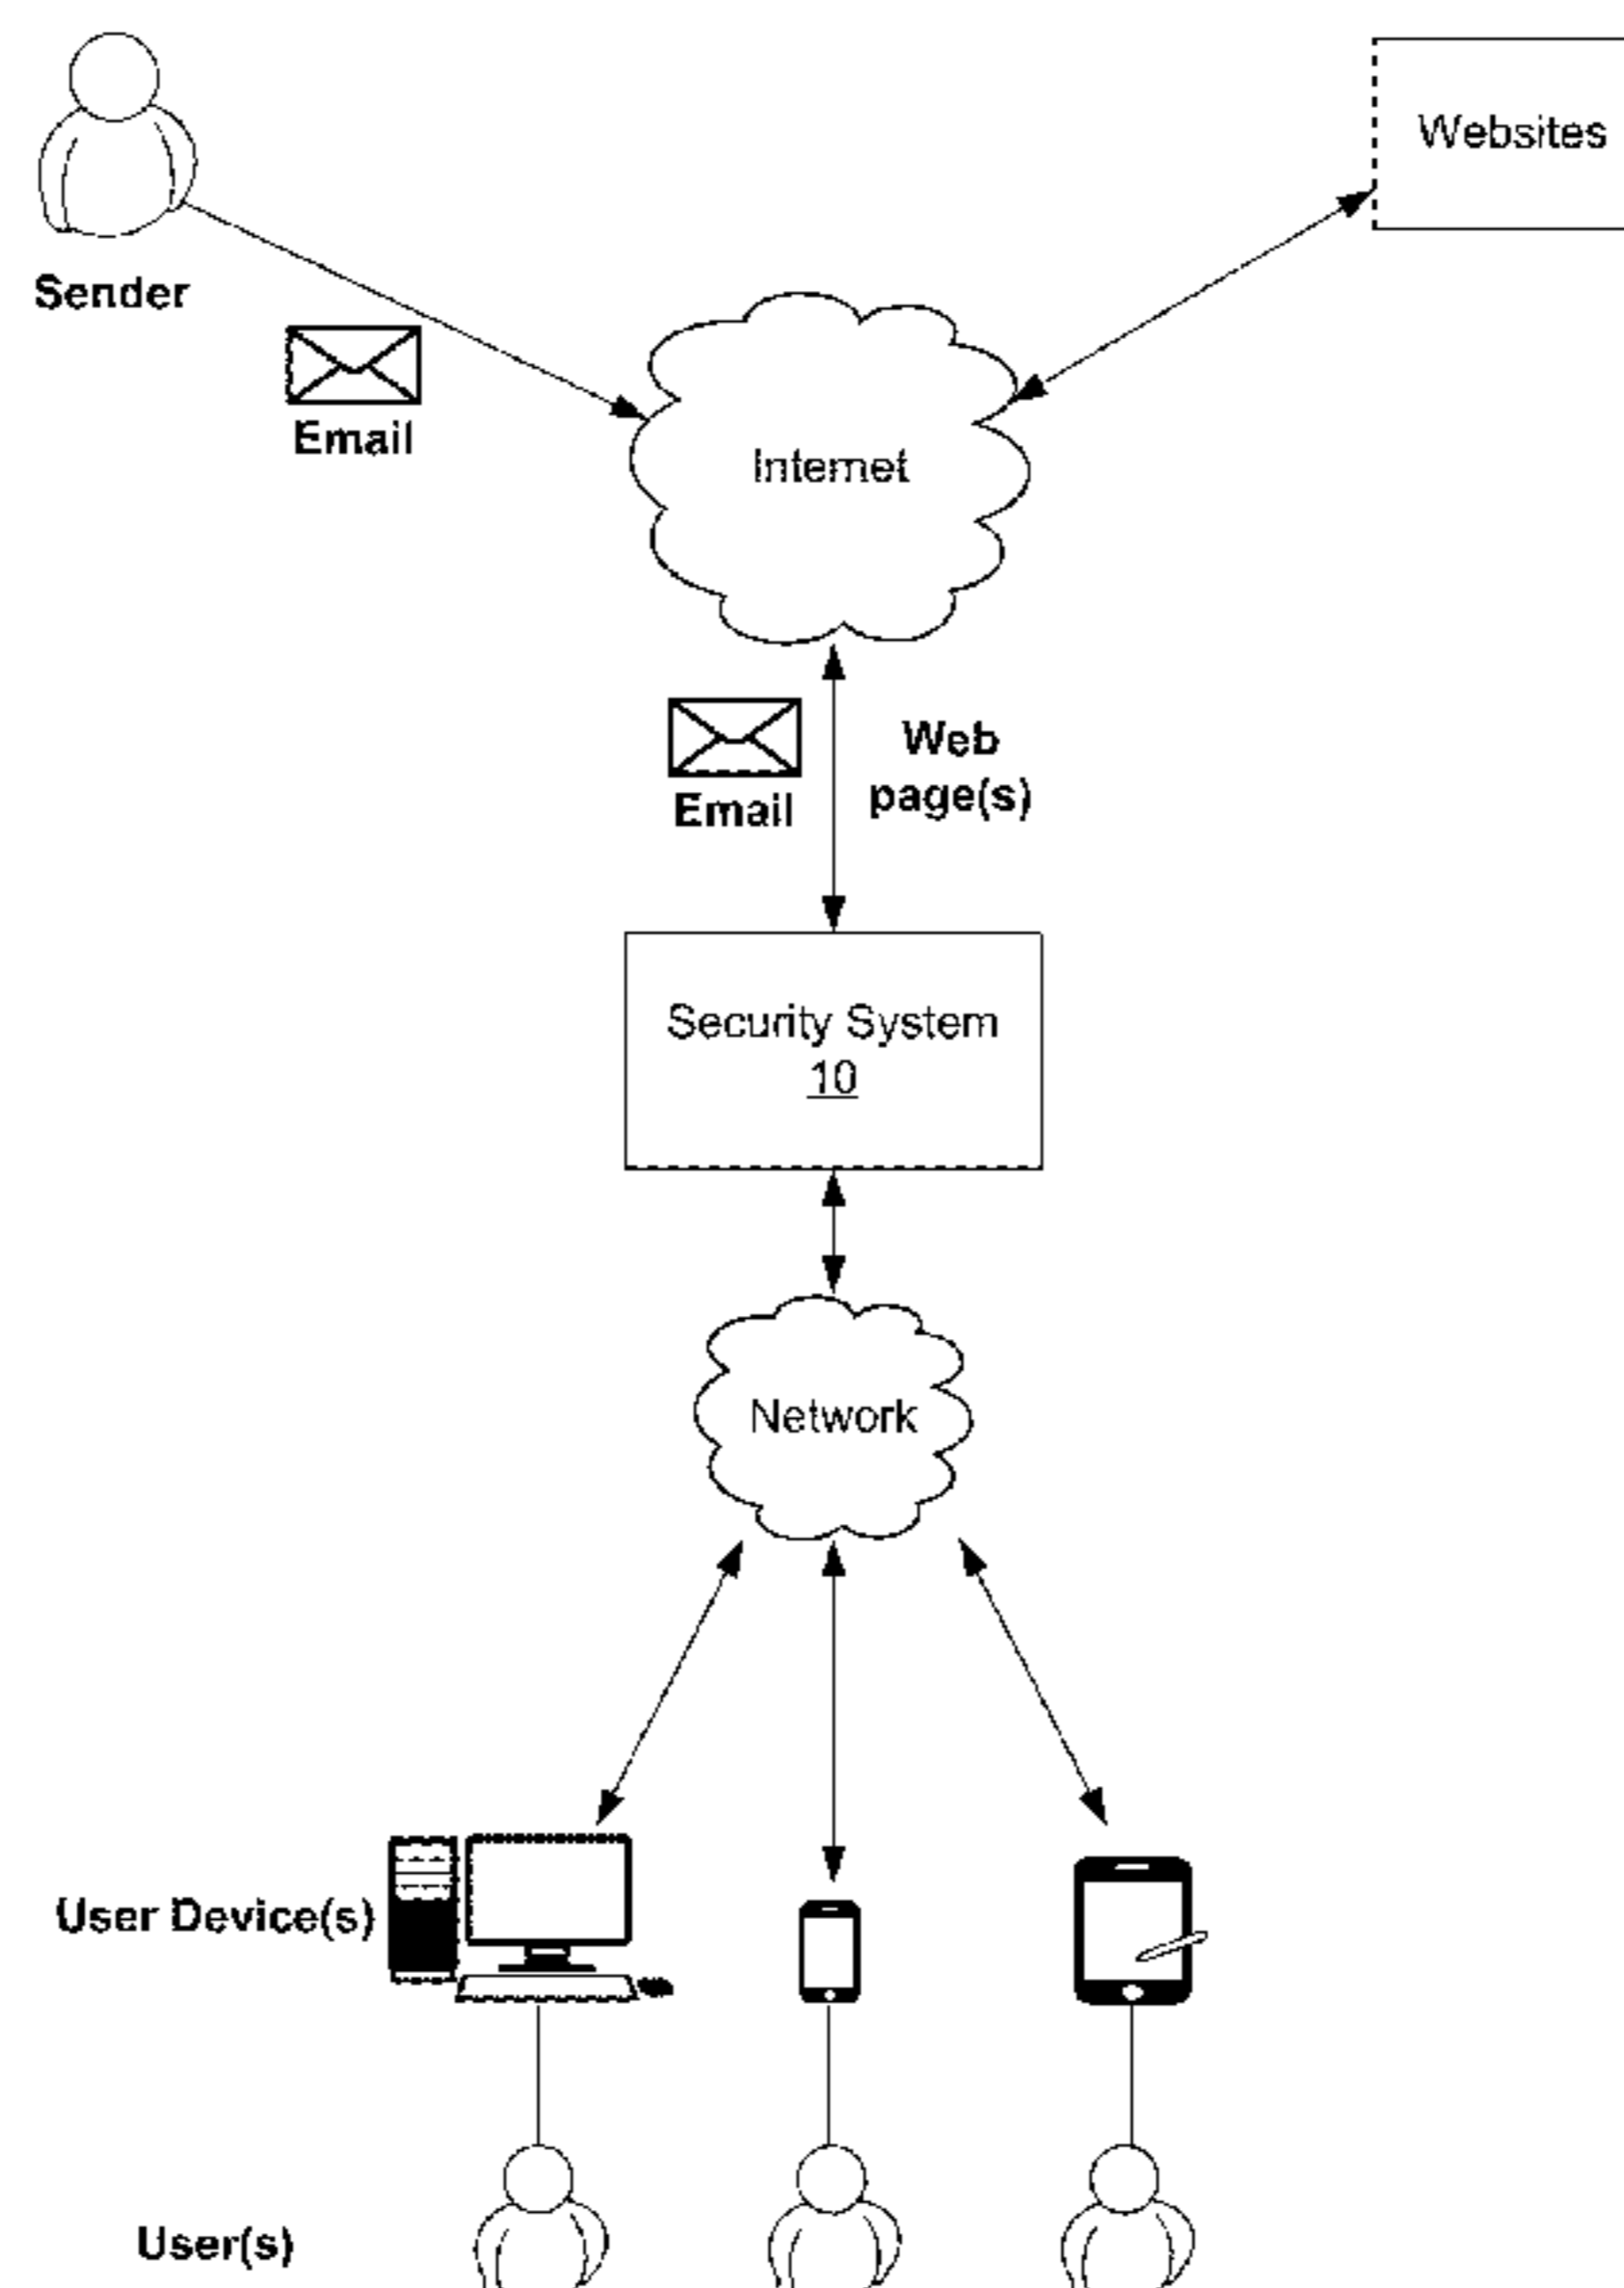 Websites
Sender
Email
Internet
Email
Web
page(s)
Security System
10
Network
User Device(s)
User(s)